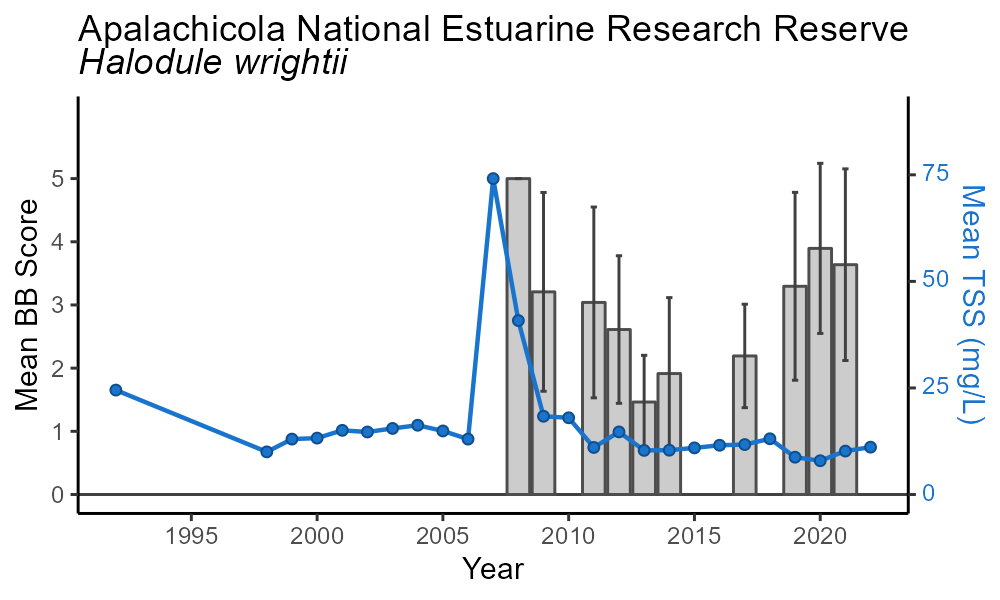 Apalachicola National Estuarine Research Reserve
Halodule wrightii
Mean BB Score
5
4
3
2
1
0
75
50
25
0
Mean TSS (mg/L)
1995 2000 2005 2010 2015 2020
Year